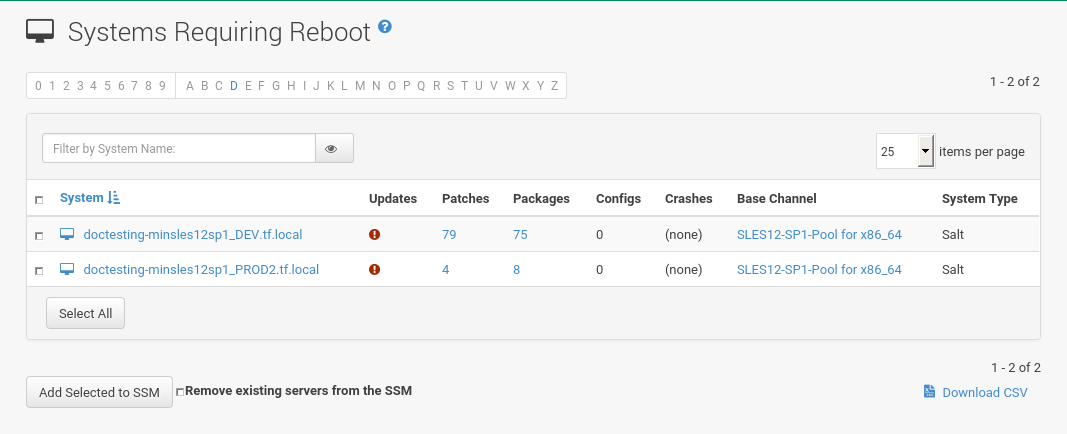 Systems Requiring Reboot ?
0 1 2 3 4 5 6 7 8 9 A B C D E F G H I J K L M N O P Q R S T U V W X Y Z
1 - 2 of 2
Filter by System Name:
25 items per page
System Updates Patches Packages Configs Crashes Base Channel System Type
doctesting-minsles12sp1_DEV.tf.local 79 75 0 (none) SLES12-SP1-Pool for x86_64 Salt
doctesting-minsles12sp1_PROD2.tf.local 4 8 0 (none) SLES12-SP1-Pool for x86_64 Salt
Select All
1 - 2 of 2
Add Selected to SSM Remove existing servers from the SSM Download CSV